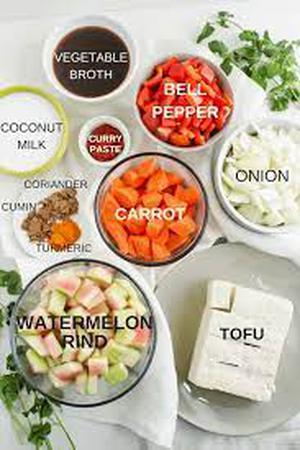 VEGETABLE
BROTH
BELL
PEPPER
COCONUT
MILK
CURRY
PASTE
ONION
CORIANDER
CUMIN
CARROT
TURMERIC
WATERMELON
RIND
TOFU